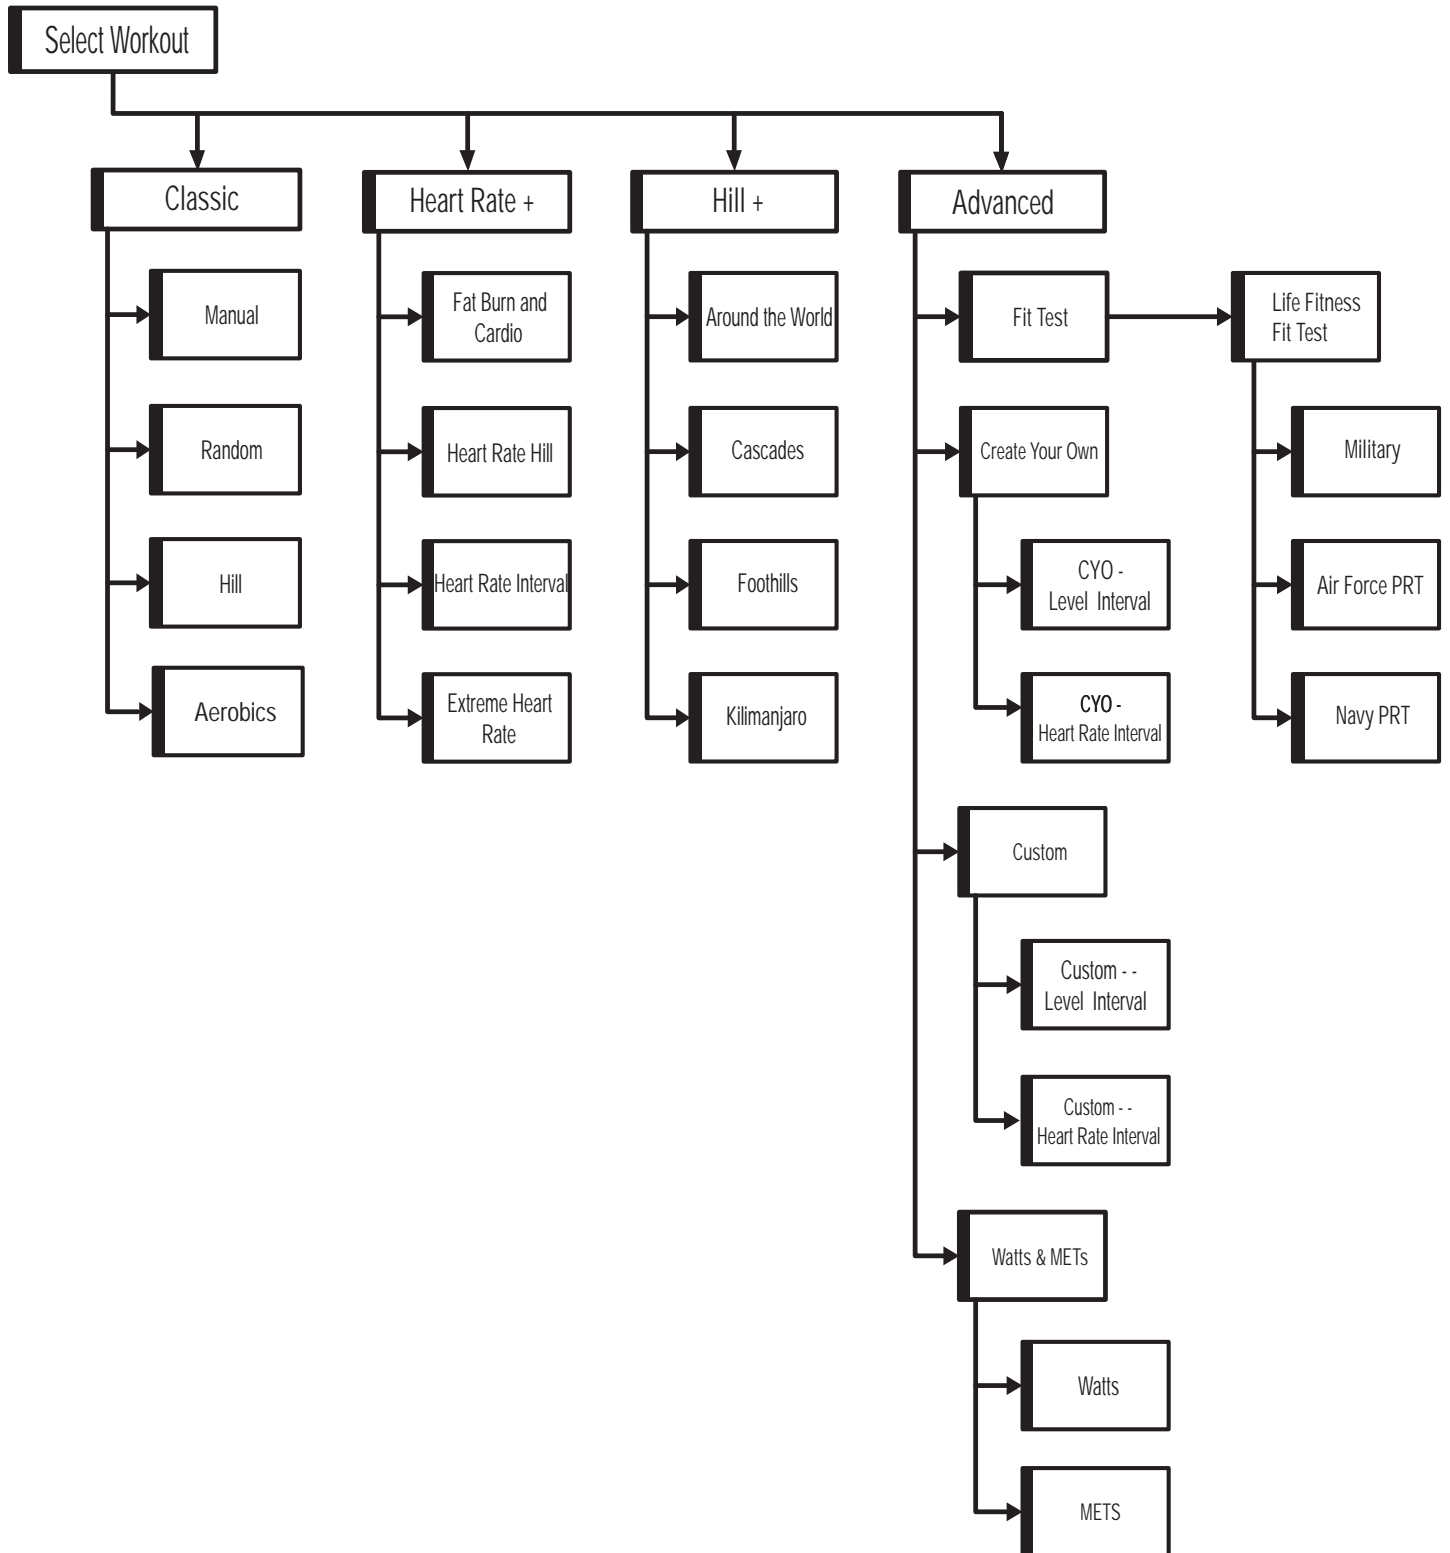 Select Workout
Classic
Heart Rate +
Hill +
Advanced
Manual
Random
Hill
Aerobics
Fat Burn and
Cardio
Heart Rate Hill
Heart Rate Interval
Extreme Heart
Rate
Around the World
Cascades
Foothills
Kilimanjaro
Fit Test
Life Fitness
Fit Test
Military
Air Force PRT
Navy PRT
Create Your Own
CYO -
Level Interval
CYO -
Heart Rate Interval
Custom
Custom - -
Level Interval
Custom - -
Heart Rate Interval
Watts & METs
Watts
METS